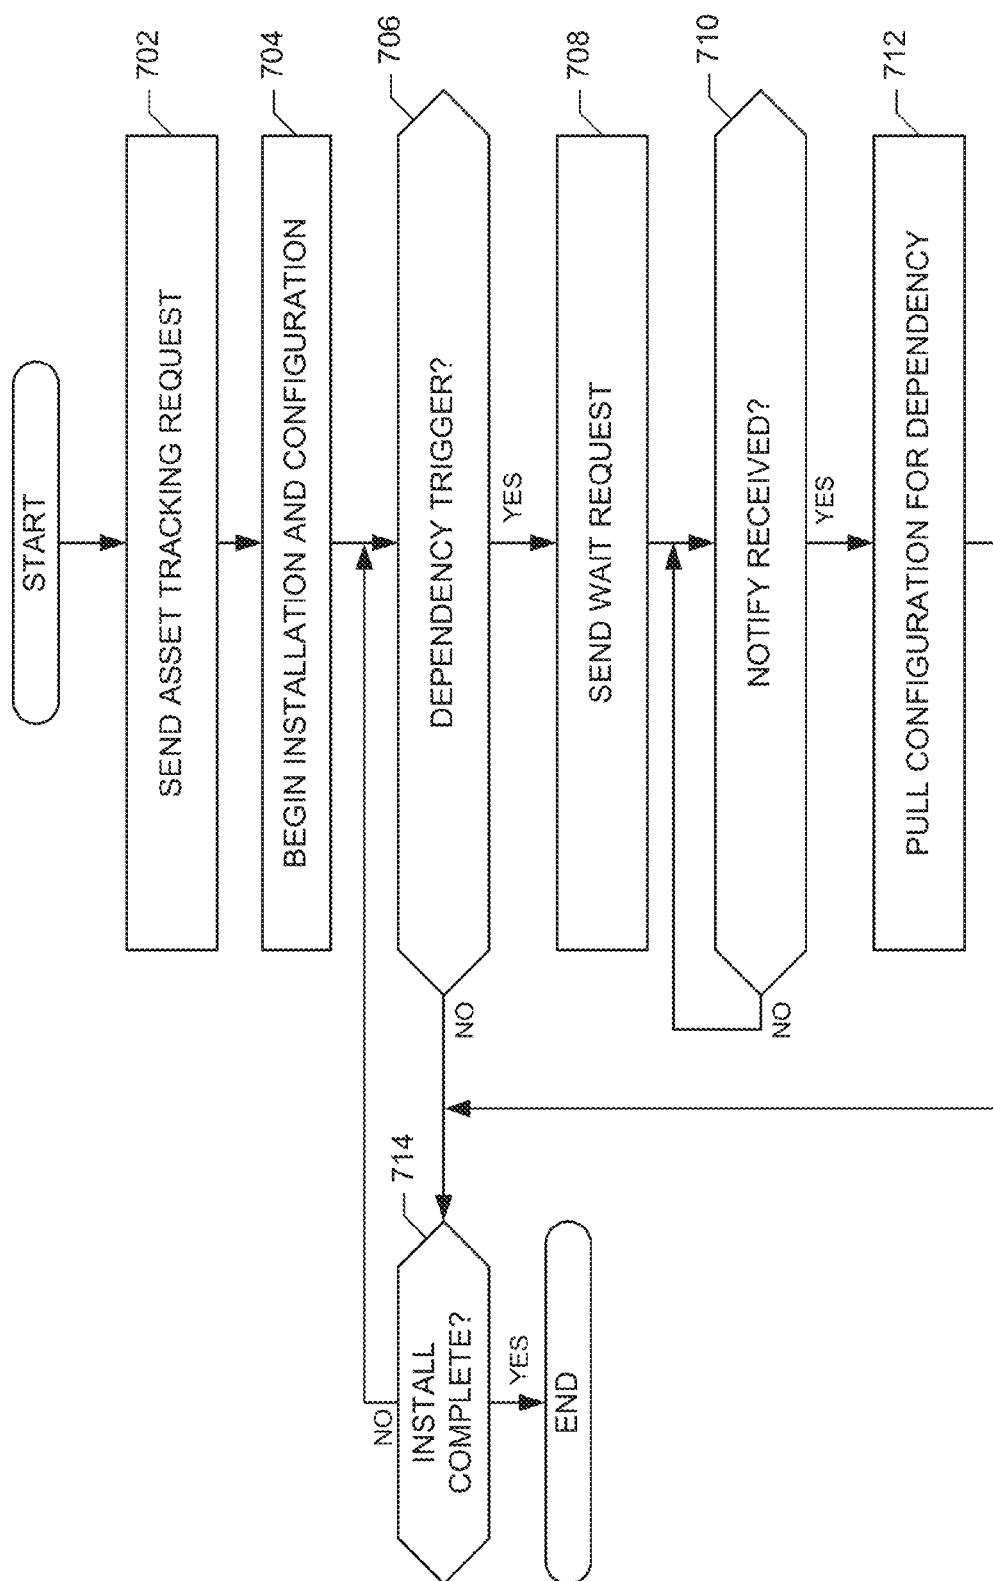 START
702
SEND ASSET TRACKING REQUEST
704
BEGIN INSTALLATION AND CONFIGURATION
706
DEPENDENCY TRIGGER?
NO
YES
708
SEND WAIT REQUEST
710
NOTIFY RECEIVED?
NO
YES
712
PULL CONFIGURATION FOR DEPENDENCY
714
INSTALL
COMPLETE?
NO
YES
END